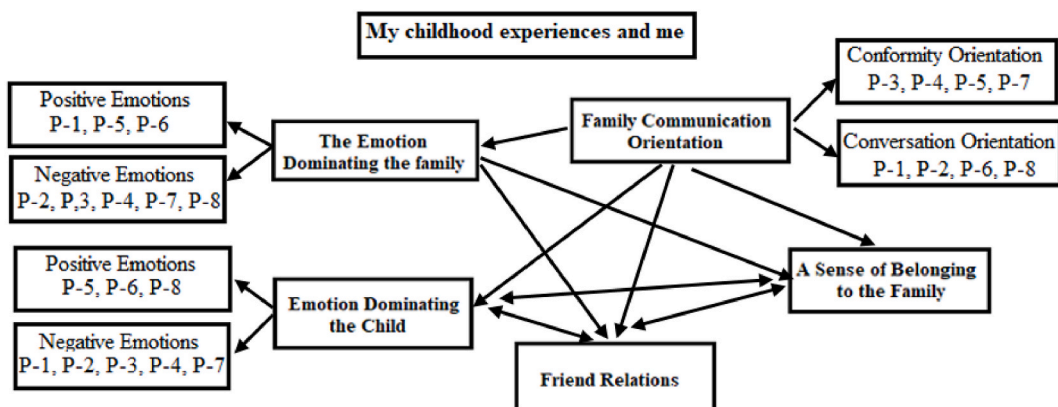 My childhood experiences and me
Positive Emotions
P-1, P-5, P-6
Negative Emotions
P-2, P,3, P-4, P-7, P-8
The Emotion
Dominating the family
Family Communication
Orientation
Conformity Orientation
P-3, P-4, P-5, P-7
Conversation Orientation
P-1, P-2, P-6, P-8
Positive Emotions
P-5, P-6, P-8
Negative Emotions
P-1, P-2, P-3, P-4, P-7
Emotion Dominating
the Child
A Sense of Belonging
to the Family
Friend Relations